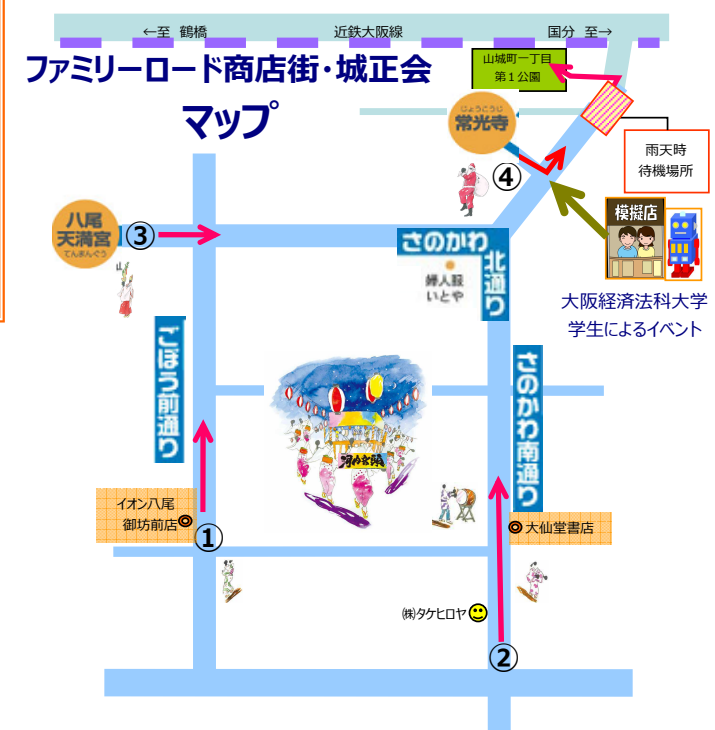 ←至 鶴橋 近鉄大阪線 国分 至→
ファミリーロード商店街・城正会
マップ
山城町一丁目
第１公園
じょうこうじ
常光寺
雨天時
待機場所
④
模擬店
大阪経済法科大学
学生によるイベント
八尾
天満宮
てんまんぐう
③
さのかわ
北通り
婦人服
いとや
ごぼう前通り
さのかわ南通り
河内音頭
イオン八尾
御坊前店
①
大仙堂書店
㈱タケヒロヤ
②